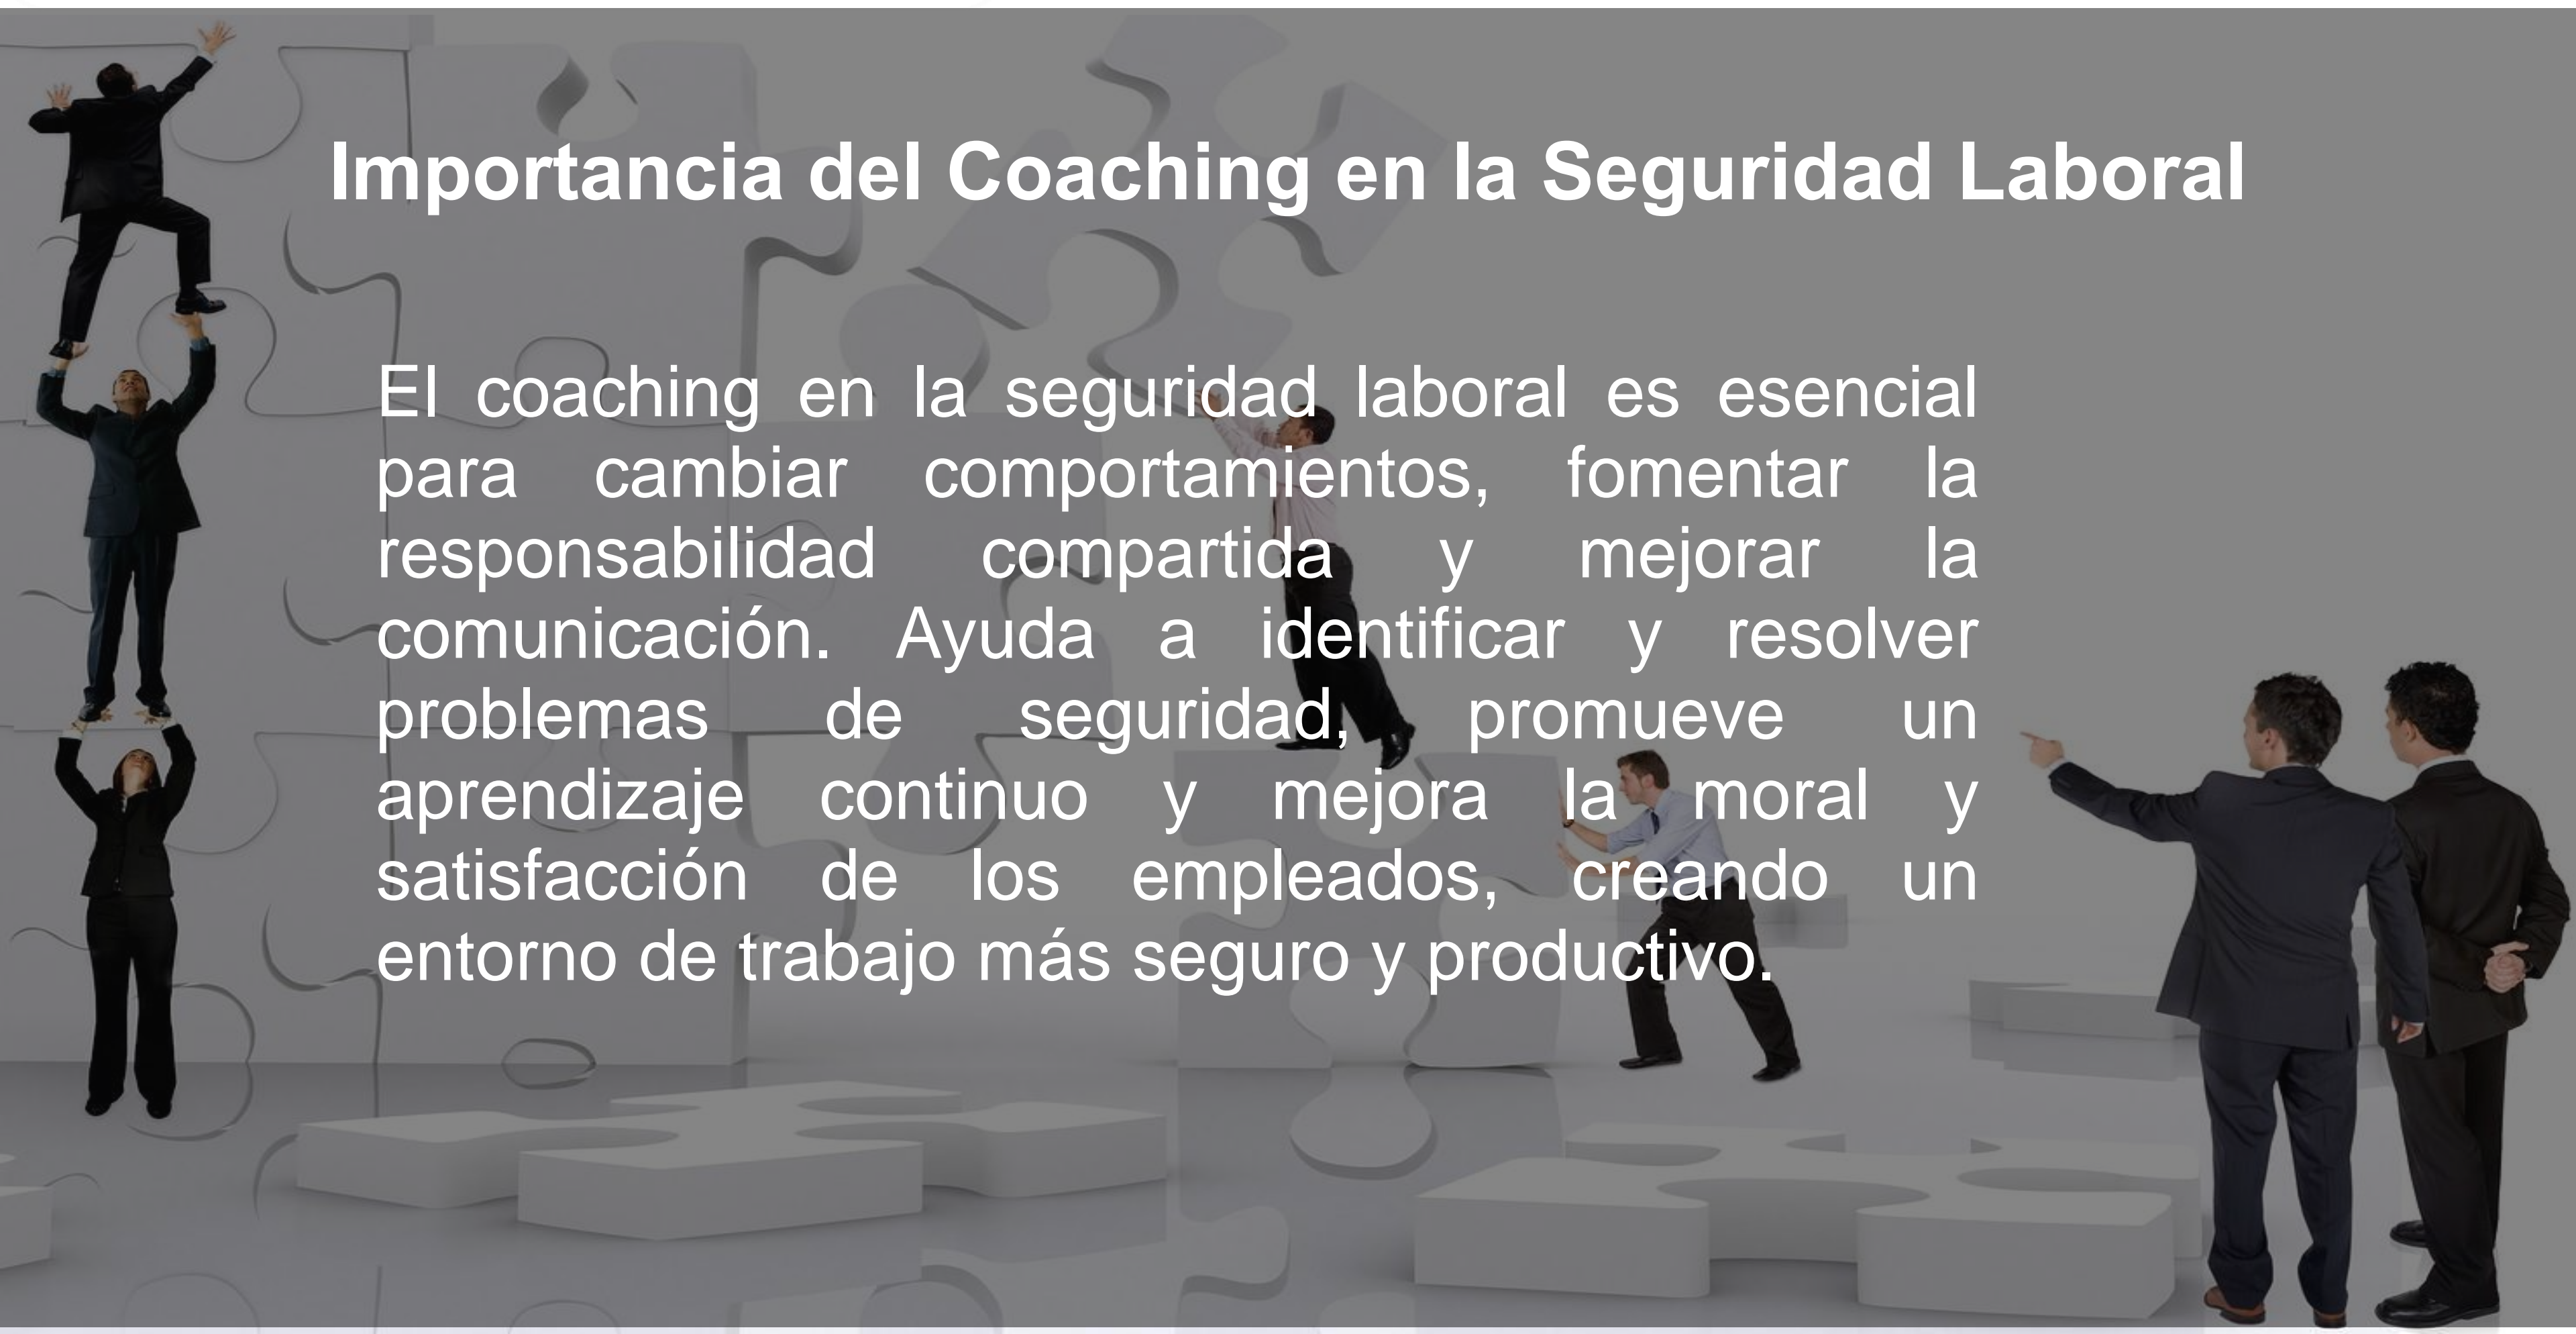 Importancia del Coaching en la Seguridad Laboral
El coaching en la seguridad laboral es esencial
para cambiar comportamientos, fomentar la
responsabilidad compartida y mejorar la
comunicación. Ayuda a identificar y resolver
problemas de seguridad, promueve un
aprendizaje continuo y mejora la moral y
satisfacción de los empleados, creando un
entorno de trabajo más seguro y productivo.